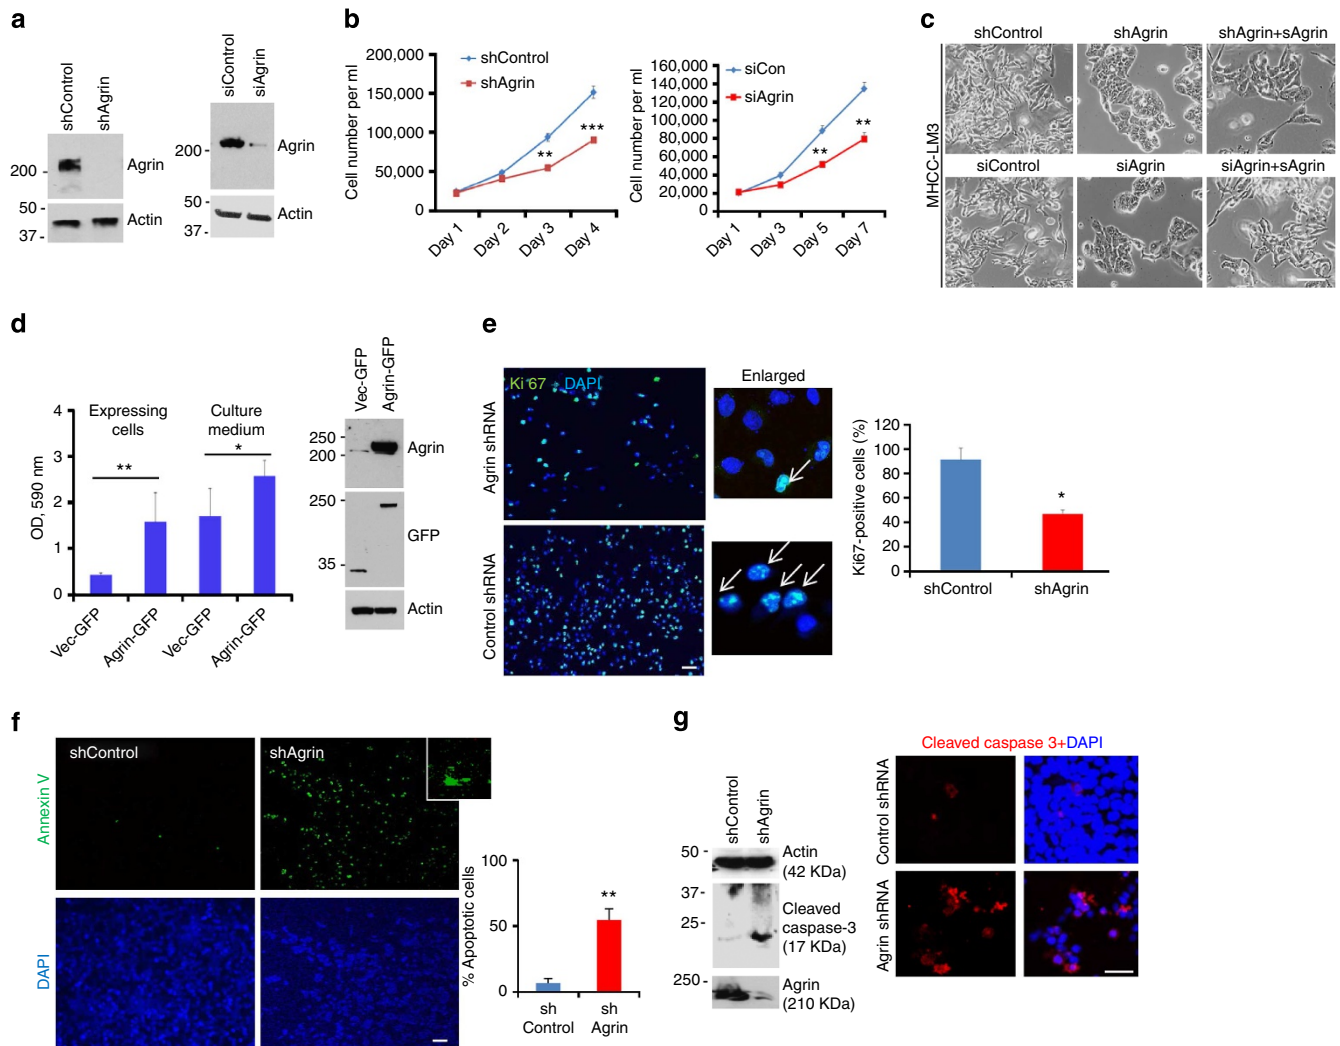 a
shControl
shAgrin
200
Agrin
50
Actin
37
siControl
siAgrin
200
Agrin
50
Actin
37
b
Cell number per ml
200,000
150,000
100,000
50,000
0
shControl
shAgrin
**
***
Day 1
Day 2
Day 3
Day 4
Cell number per ml
160,000
140,000
120,000
100,000
80,000
60,000
40,000
20,000
0
siCon
siAgrin
**
**
Day 1
Day 3
Day 5
Day 7
c
shControl
shAgrin
shAgrin+sAgrin
siControl
siAgrin
siAgrin+sAgrin
MHCC-LM3
d
OD, 590 nm
4
3
2
1
0
Expressing cells
Culture medium
**
*
Vec-GFP
Agrin-GFP
Vec-GFP
Agrin-GFP
Vec-GFP
Agrin-GFP
250
200
Agrin
250
GFP
35
Actin
e
Ki 67
DAPI
Enlarged
Agrin shRNA
Control shRNA
Ki67-positive cells (%)
120
100
80
60
40
20
0
*
shControl
shAgrin
f
shControl
shAgrin
Annexin V
DAPI
% Apoptotic cells
100
50
0
**
sh Control
sh Agrin
g
shControl
shAgrin
50
Actin
(42 KDa)
37
25
Cleaved
caspase-3
(17 KDa)
250
Agrin
(210 KDa)
Cleaved caspase 3+DAPI
Control shRNA
Agrin shRNA